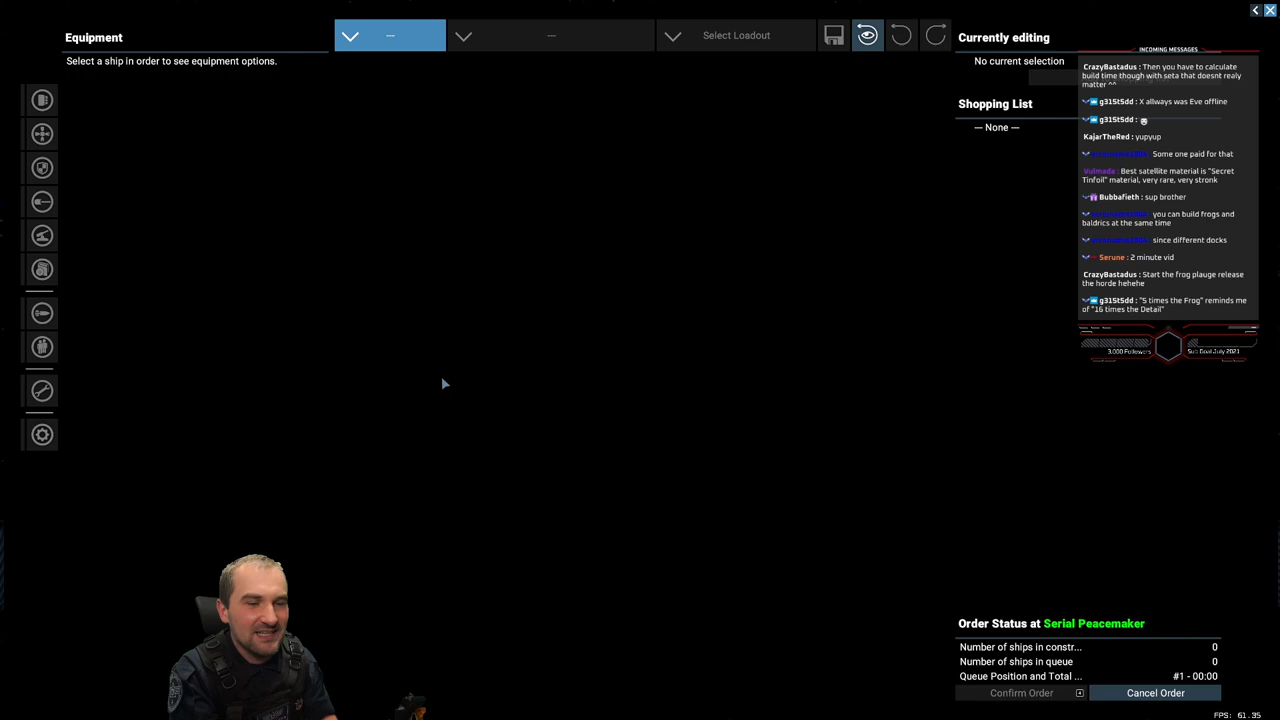 Equipment
Select a ship in order to see equipment options.
---
---
Select Loadout
Currently editing
No current selection
Shopping List
--- None ---
INCOMING MESSAGES
CrazyBastadus : Then you have to calculate
build time though with seta that doesnt realy
matter ^^
g315t5dd : X allways was Eve offline
g315t5dd :
KajarTheRed : yupyup
Some one paid for that
Vulmada : Best satellite material is "Secret
Tinfoil" material, very rare, very stronk
Bubbafieth : sup brother
you can build frogs and
baldrics at the same time
since different docks
Serune : 2 minute vid
CrazyBastadus : Start the frog plauge release
the horde hehehe
g315t5dd : "5 times the Frog" reminds me
of "16 times the Detail"
3,000 Followers
Sub Goal July 2021
Order Status at Serial Peacemaker
Number of ships in constr... 0
Number of ships in queue 0
Queue Position and Total ... #1 - 00:00
Confirm Order
Cancel Order
FPS: 61.35